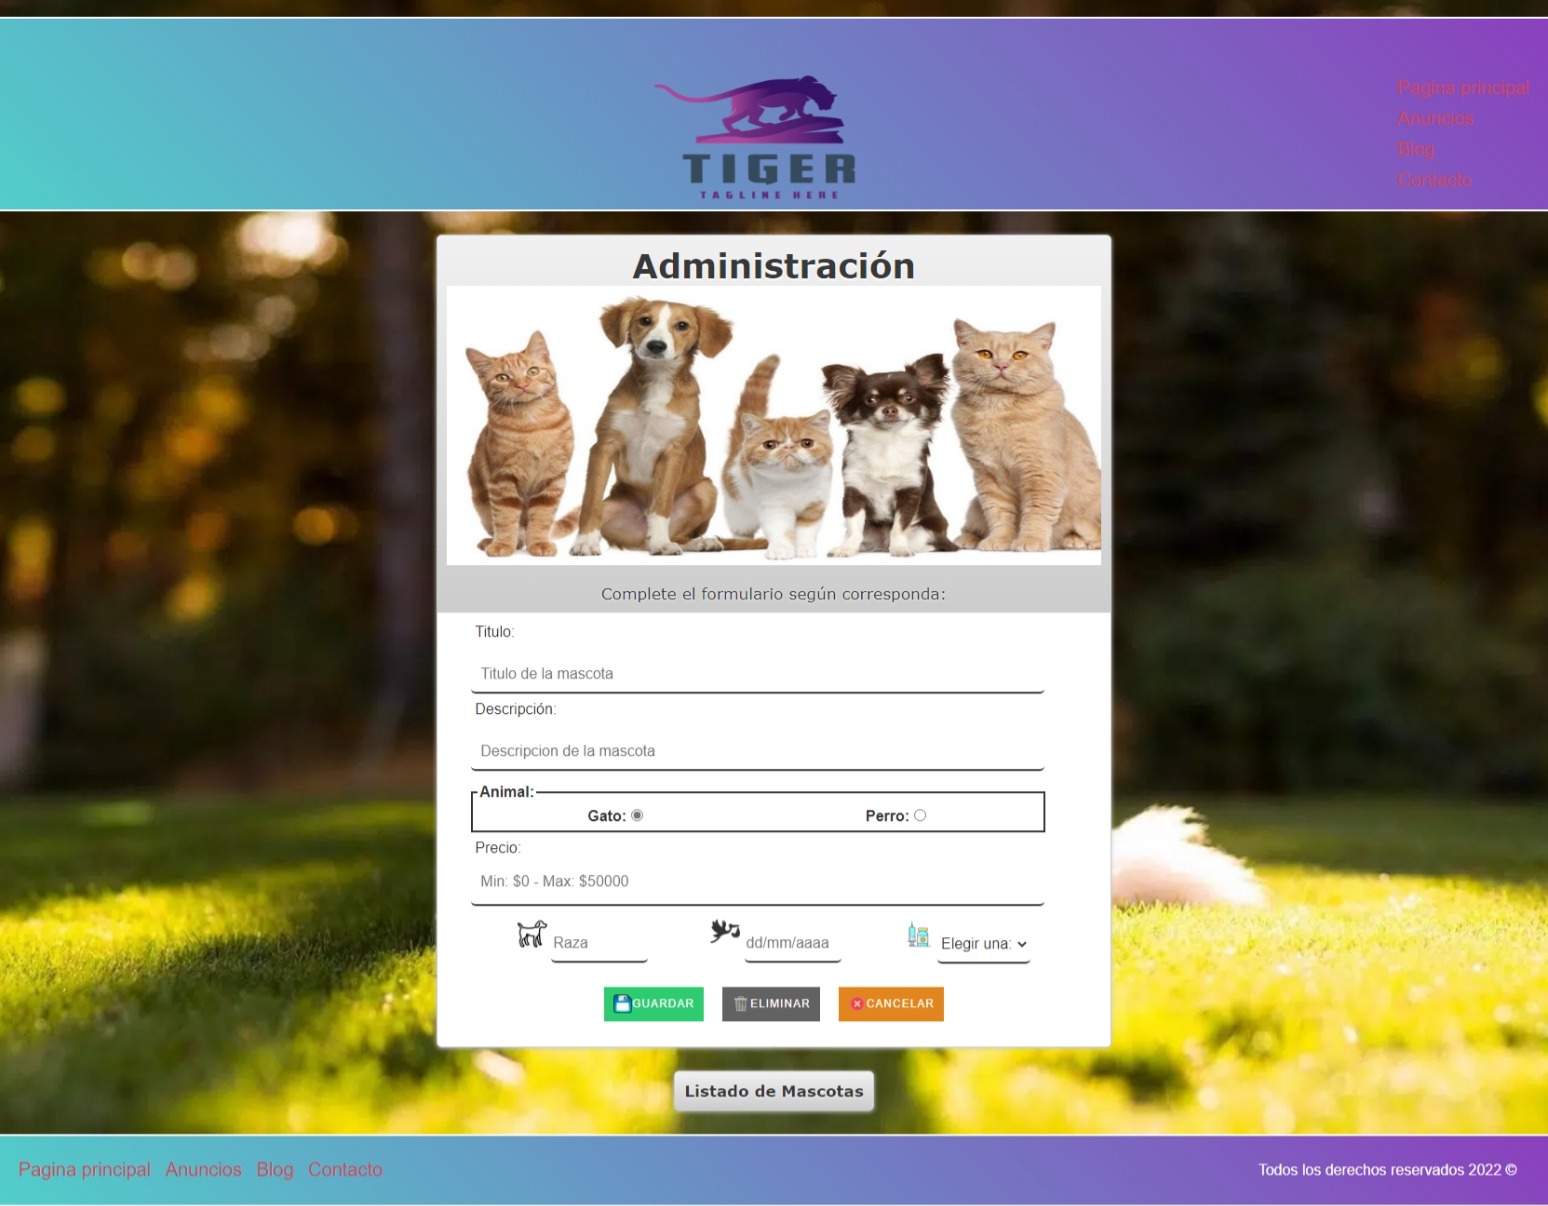 TIGER
TAGLINE HERE
Pagina principal
Anuncios
Blog
Contacto
Administración
Complete el formulario según corresponda:
Titulo:
Titulo de la mascota
Descripción:
Descripcion de la mascota
Animal:
Gato: Perro:
Precio:
Min: $0 - Max: $50000
Raza dd/mm/aaaa Elegir una:
GUARDAR ELIMINAR CANCELAR
Listado de Mascotas
Pagina principal Anuncios Blog Contacto Todos los derechos reservados 2022 ©